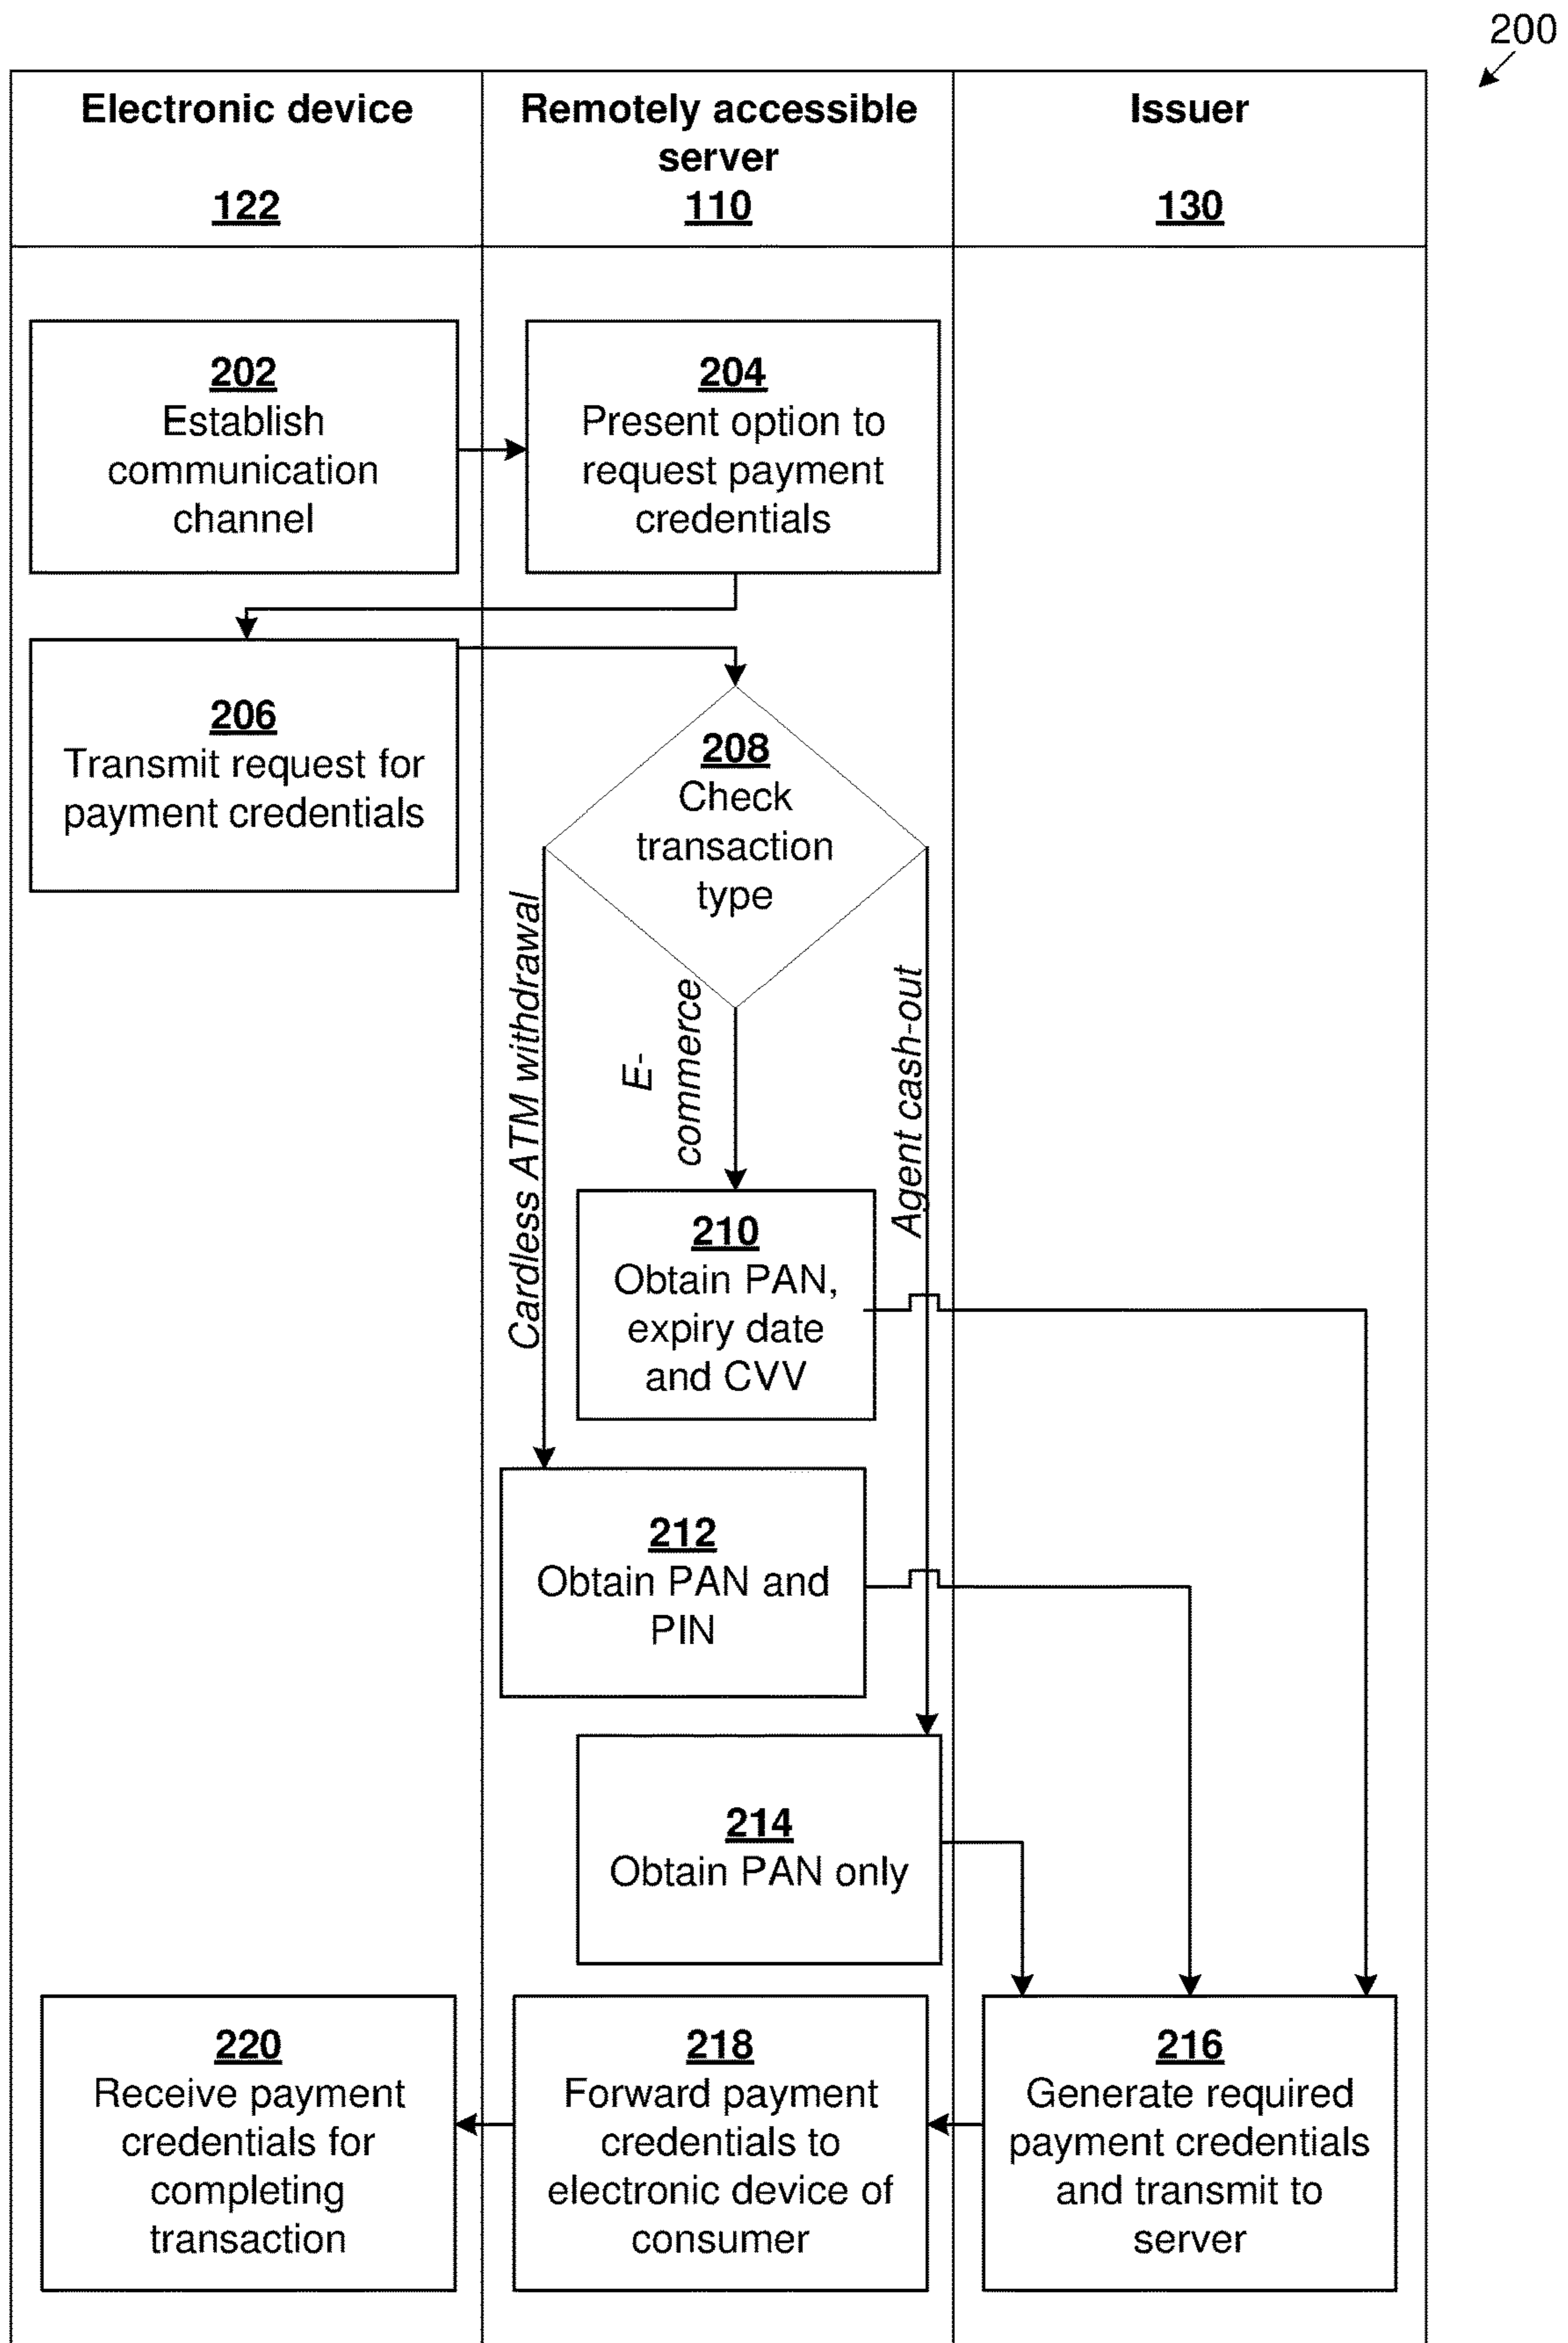 200
Electronic device
122
Remotely accessible
server
110
Issuer
130
202
Establish
communication
channel
204
Present option to
request payment
credentials
206
Transmit request for
payment credentials
208
Check
transaction
type
Cardless ATM withdrawal
E-
commerce
Agent cash-out
210
Obtain PAN,
expiry date
and CVV
212
Obtain PAN and
PIN
214
Obtain PAN only
220
Receive payment
credentials for
completing
transaction
218
Forward payment
credentials to
electronic device of
consumer
216
Generate required
payment credentials
and transmit to
server